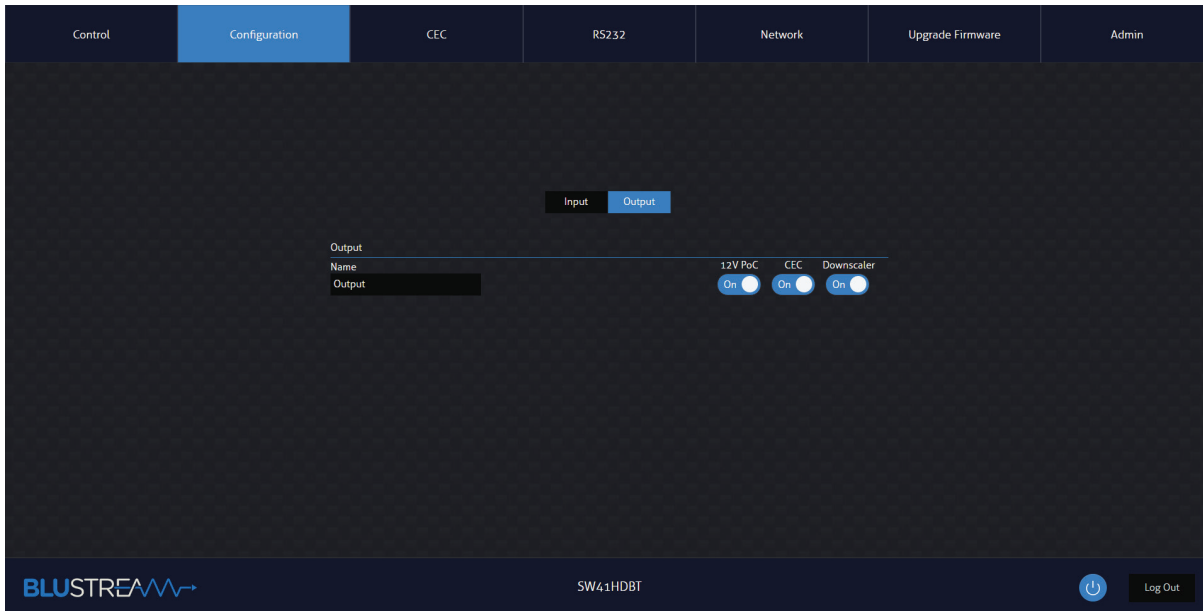 Control Configuration CEC RS232 Network Upgrade Firmware Admin
Input Output
Output
Name 12V PoC CEC Downscaler
Output On On On
BLUSTREAM SW41HDBT Log Out